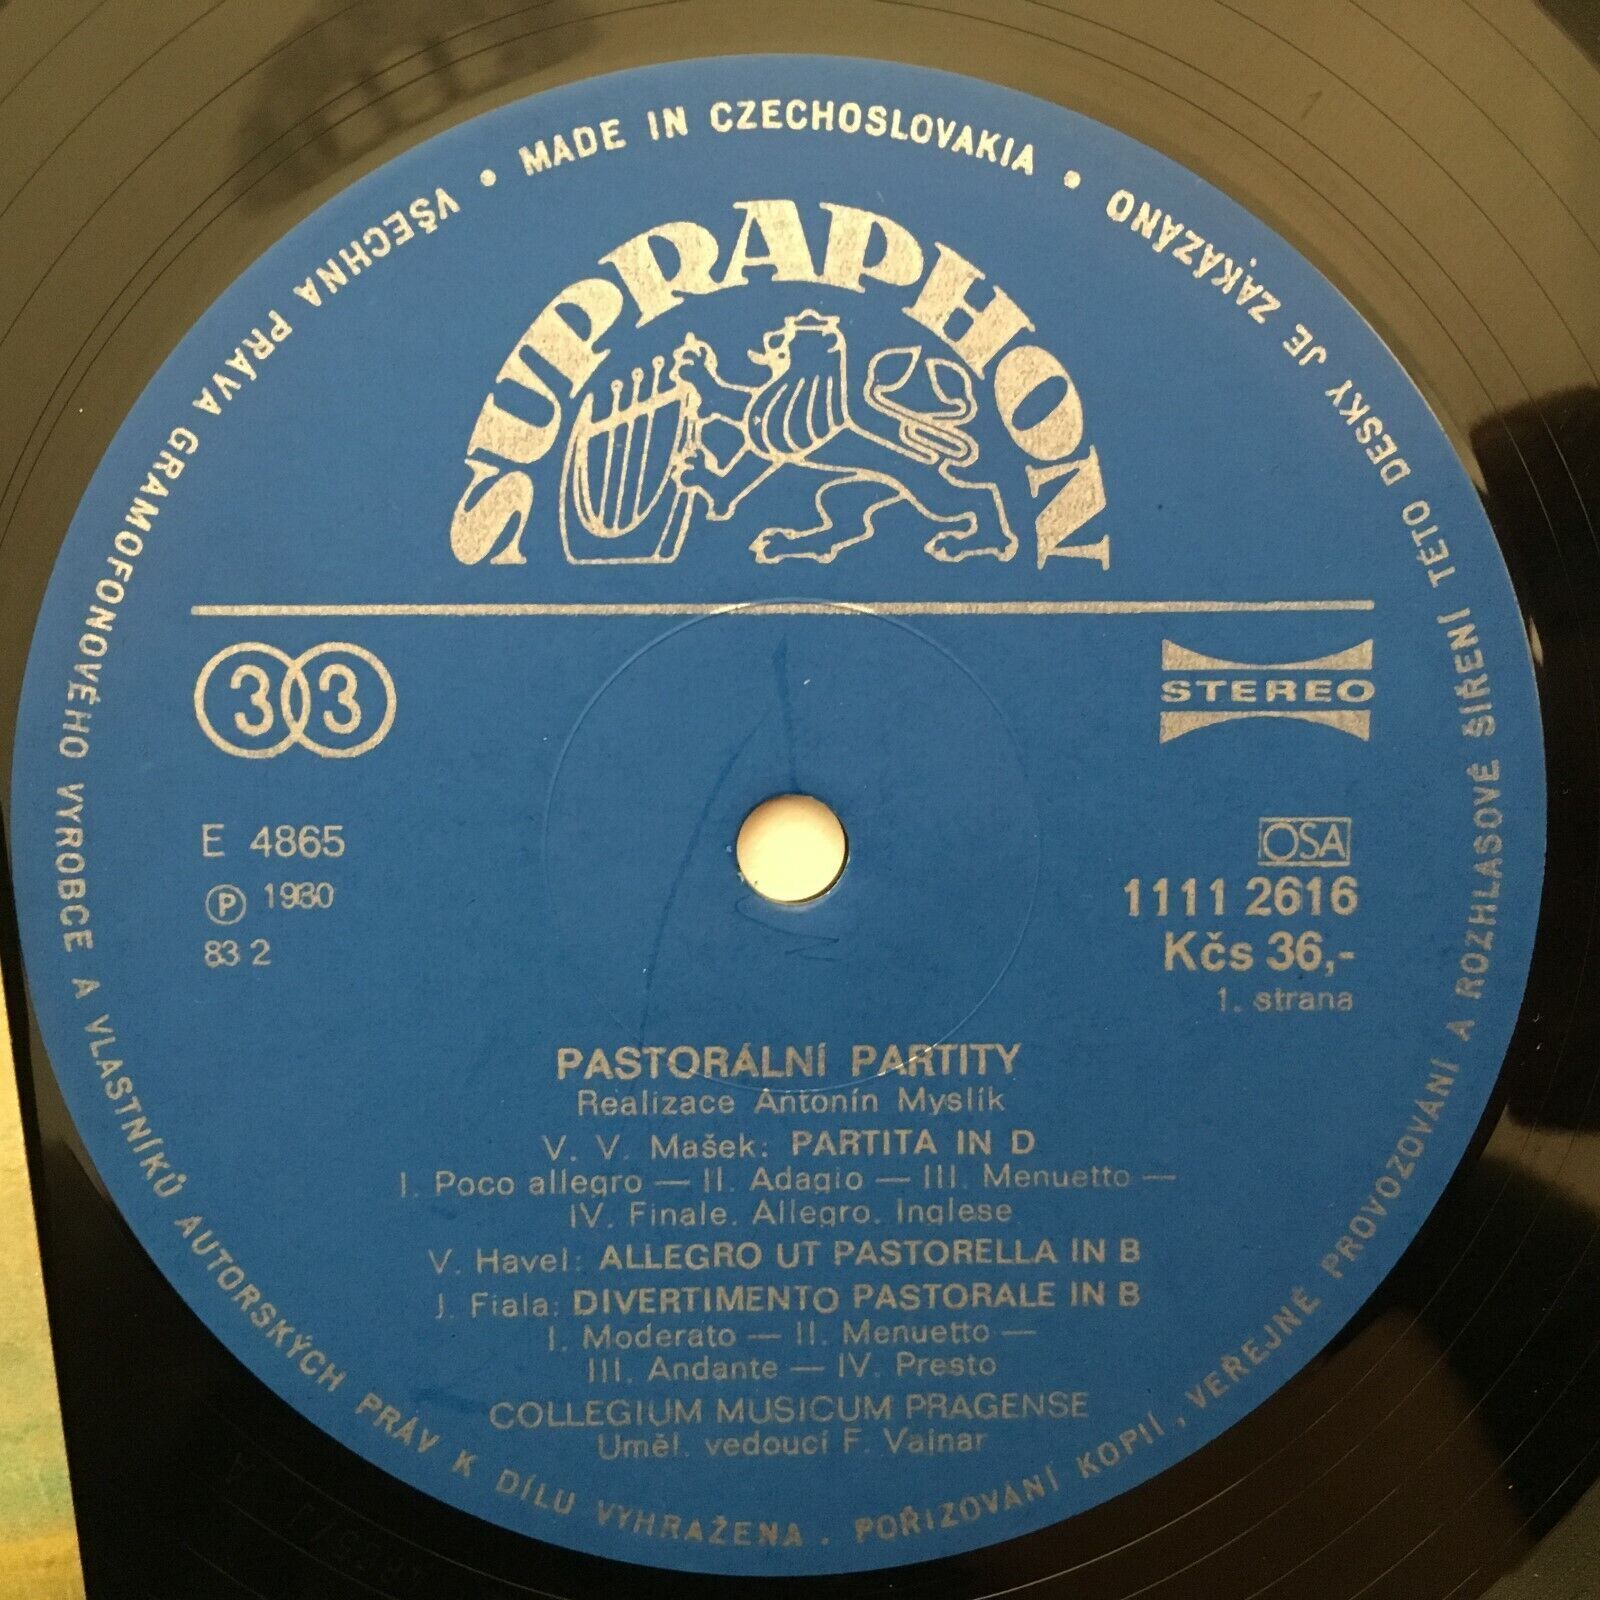 VŠECHNA PRÁVA GRAMOFONOVÉHO VYROBCE A VLASTNÍKŮ AUTORSKÝCH PRÁV K DÍLU VYHRAŽENA . POŘIZOVÁNÍ KOPIÍ , VEŘEJNÉ PROVOZOVÁNÍ A ROZHLASOVÉ ŠÍŘENÍ TÉTO DESKY JE ZAKÁZÁNO
• MADE IN CZECHOSLOVAKIA •
SUPRAPHON
33
STEREO
E 4865
Ⓟ 1980
83 2
OSA
1111 2616
Kčs 36,-
1. strana
PASTORÁLNÍ PARTITY
Realizace Antonín Myslík
V. V. Mašek: PARTITA IN D
I. Poco allegro — II. Adagio — III. Menuetto —
IV. Finale. Allegro. Inglese
V. Havel: ALLEGRO UT PASTORELLA IN B
J. Fiala: DIVERTIMENTO PASTORALE IN B
I. Moderato — II. Menuetto —
III. Andante — IV. Presto
COLLEGIUM MUSICUM PRAGENSE
Uměl. vedoucí F. Vajnar